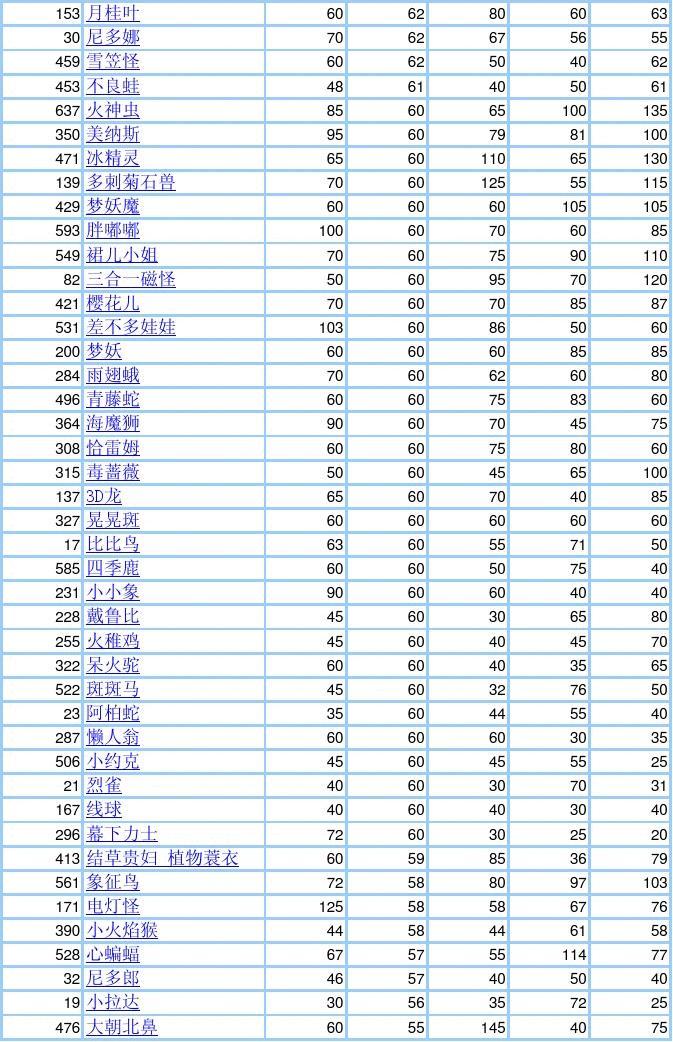 153 月桂叶 60 62 80 60 63
30 尼多娜 70 62 67 56 55
459 雪笠怪 60 62 50 40 62
453 不良蛙 48 61 40 50 61
637 火神虫 85 60 65 100 135
350 美纳斯 95 60 79 81 100
471 冰精灵 65 60 110 65 130
139 多刺菊石兽 70 60 125 55 115
429 梦妖魔 60 60 60 105 105
593 胖嘟嘟 100 60 70 60 85
549 裙儿小姐 70 60 75 90 110
82 三合一磁怪 50 60 95 70 120
421 樱花儿 70 60 70 85 87
531 差不多娃娃 103 60 86 50 60
200 梦妖 60 60 60 85 85
284 雨翅蛾 70 60 62 60 80
496 青藤蛇 60 60 75 83 60
364 海魔狮 90 60 70 45 75
308 恰雷姆 60 60 75 80 60
315 毒蔷薇 50 60 45 65 100
137 3D龙 65 60 70 40 85
327 晃晃斑 60 60 60 60 60
17 比比鸟 63 60 55 71 50
585 四季鹿 60 60 50 75 40
231 小小象 90 60 60 40 40
228 戴鲁比 45 60 30 65 80
255 火稚鸡 45 60 40 45 70
322 呆火驼 60 60 40 35 65
522 斑斑马 45 60 32 76 50
23 阿柏蛇 35 60 44 55 40
287 懒人翁 60 60 60 30 35
506 小约克 45 60 45 55 25
21 烈雀 40 60 30 70 31
167 线球 40 60 40 30 40
296 幕下力士 72 60 30 25 20
413 结草贵妇 植物蓑衣 60 59 85 36 79
561 象征鸟 72 58 80 97 103
171 电灯怪 125 58 58 67 76
390 小火焰猴 44 58 44 61 58
528 心蝙蝠 67 57 55 114 77
32 尼多郎 46 57 40 50 40
19 小拉达 30 56 35 72 25
476 大朝北鼻 60 55 145 40 75